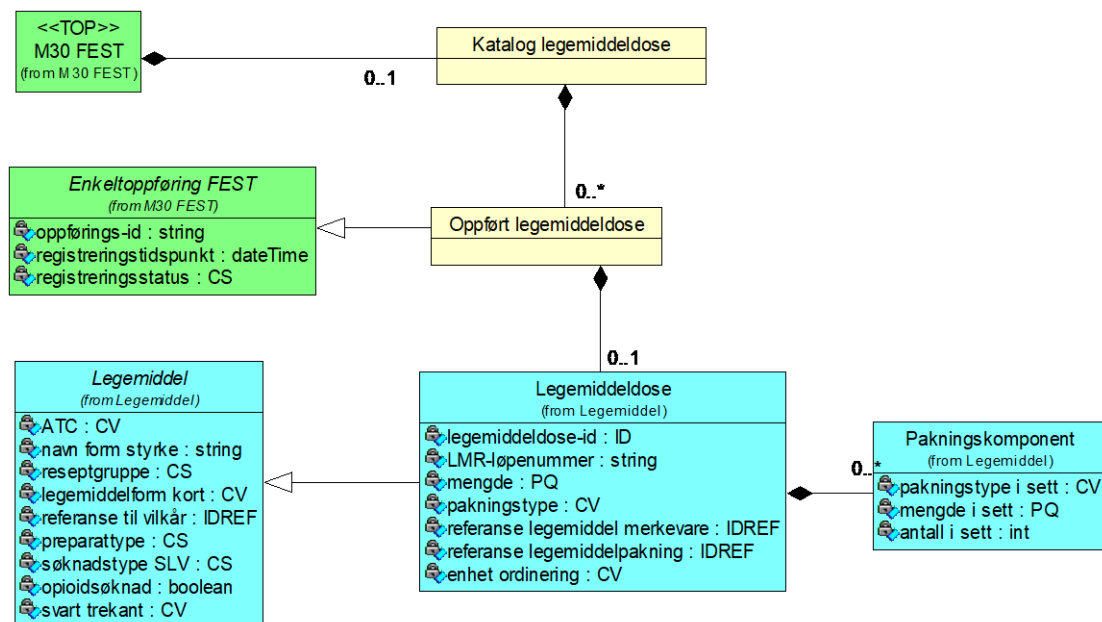 <<TOP>>
M30 FEST
(from M30 FEST)
0..1
Katalog legemiddeldose
0..*
Enkeltoppføring FEST
(from M30 FEST)
oppførings-id : string
registreringstidspunkt : dateTime
registreringsstatus : CS
Oppført legemiddeldose
0..1
Legemiddel
(from Legemiddel)
ATC : CV
navn form styrke : string
reseptgruppe : CS
legemiddelform kort : CV
referanse til vilkår : IDREF
preparattype : CS
søknadstype SLV : CS
opioidsøknad : boolean
svart trekant : CV
Legemiddeldose
(from Legemiddel)
legemiddeldose-id : ID
LMR-løpenummer : string
mengde : PQ
pakningstype : CV
referanse legemiddel merkevare : IDREF
referanse legemiddelpakning : IDREF
enhet ordinering : CV
0..*
Pakningskomponent
(from Legemiddel)
pakningstype i sett : CV
mengde i sett : PQ
antall i sett : int